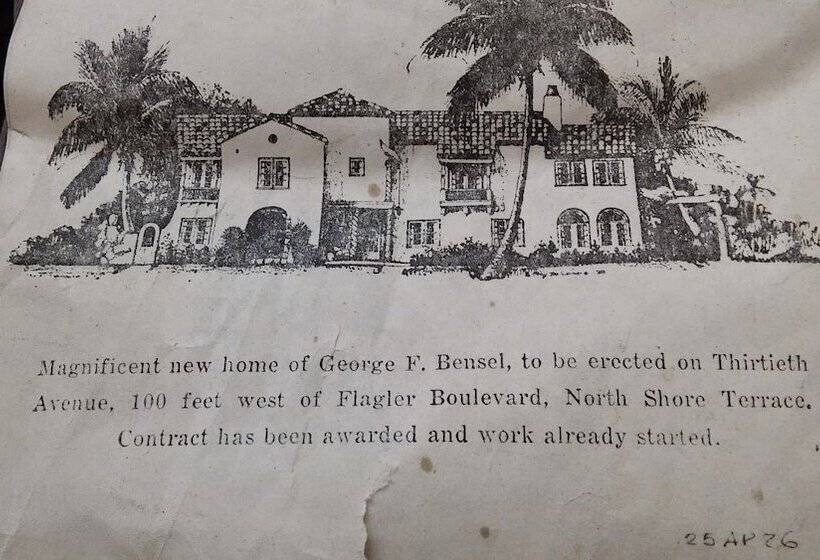 Magnificent new home of George F. Bensel, to be erected on Thirtieth
Avenue, 100 feet west of Flagler Boulevard, North Shore Terrace.
Contract has been awarded and work already started.
25 AP 26